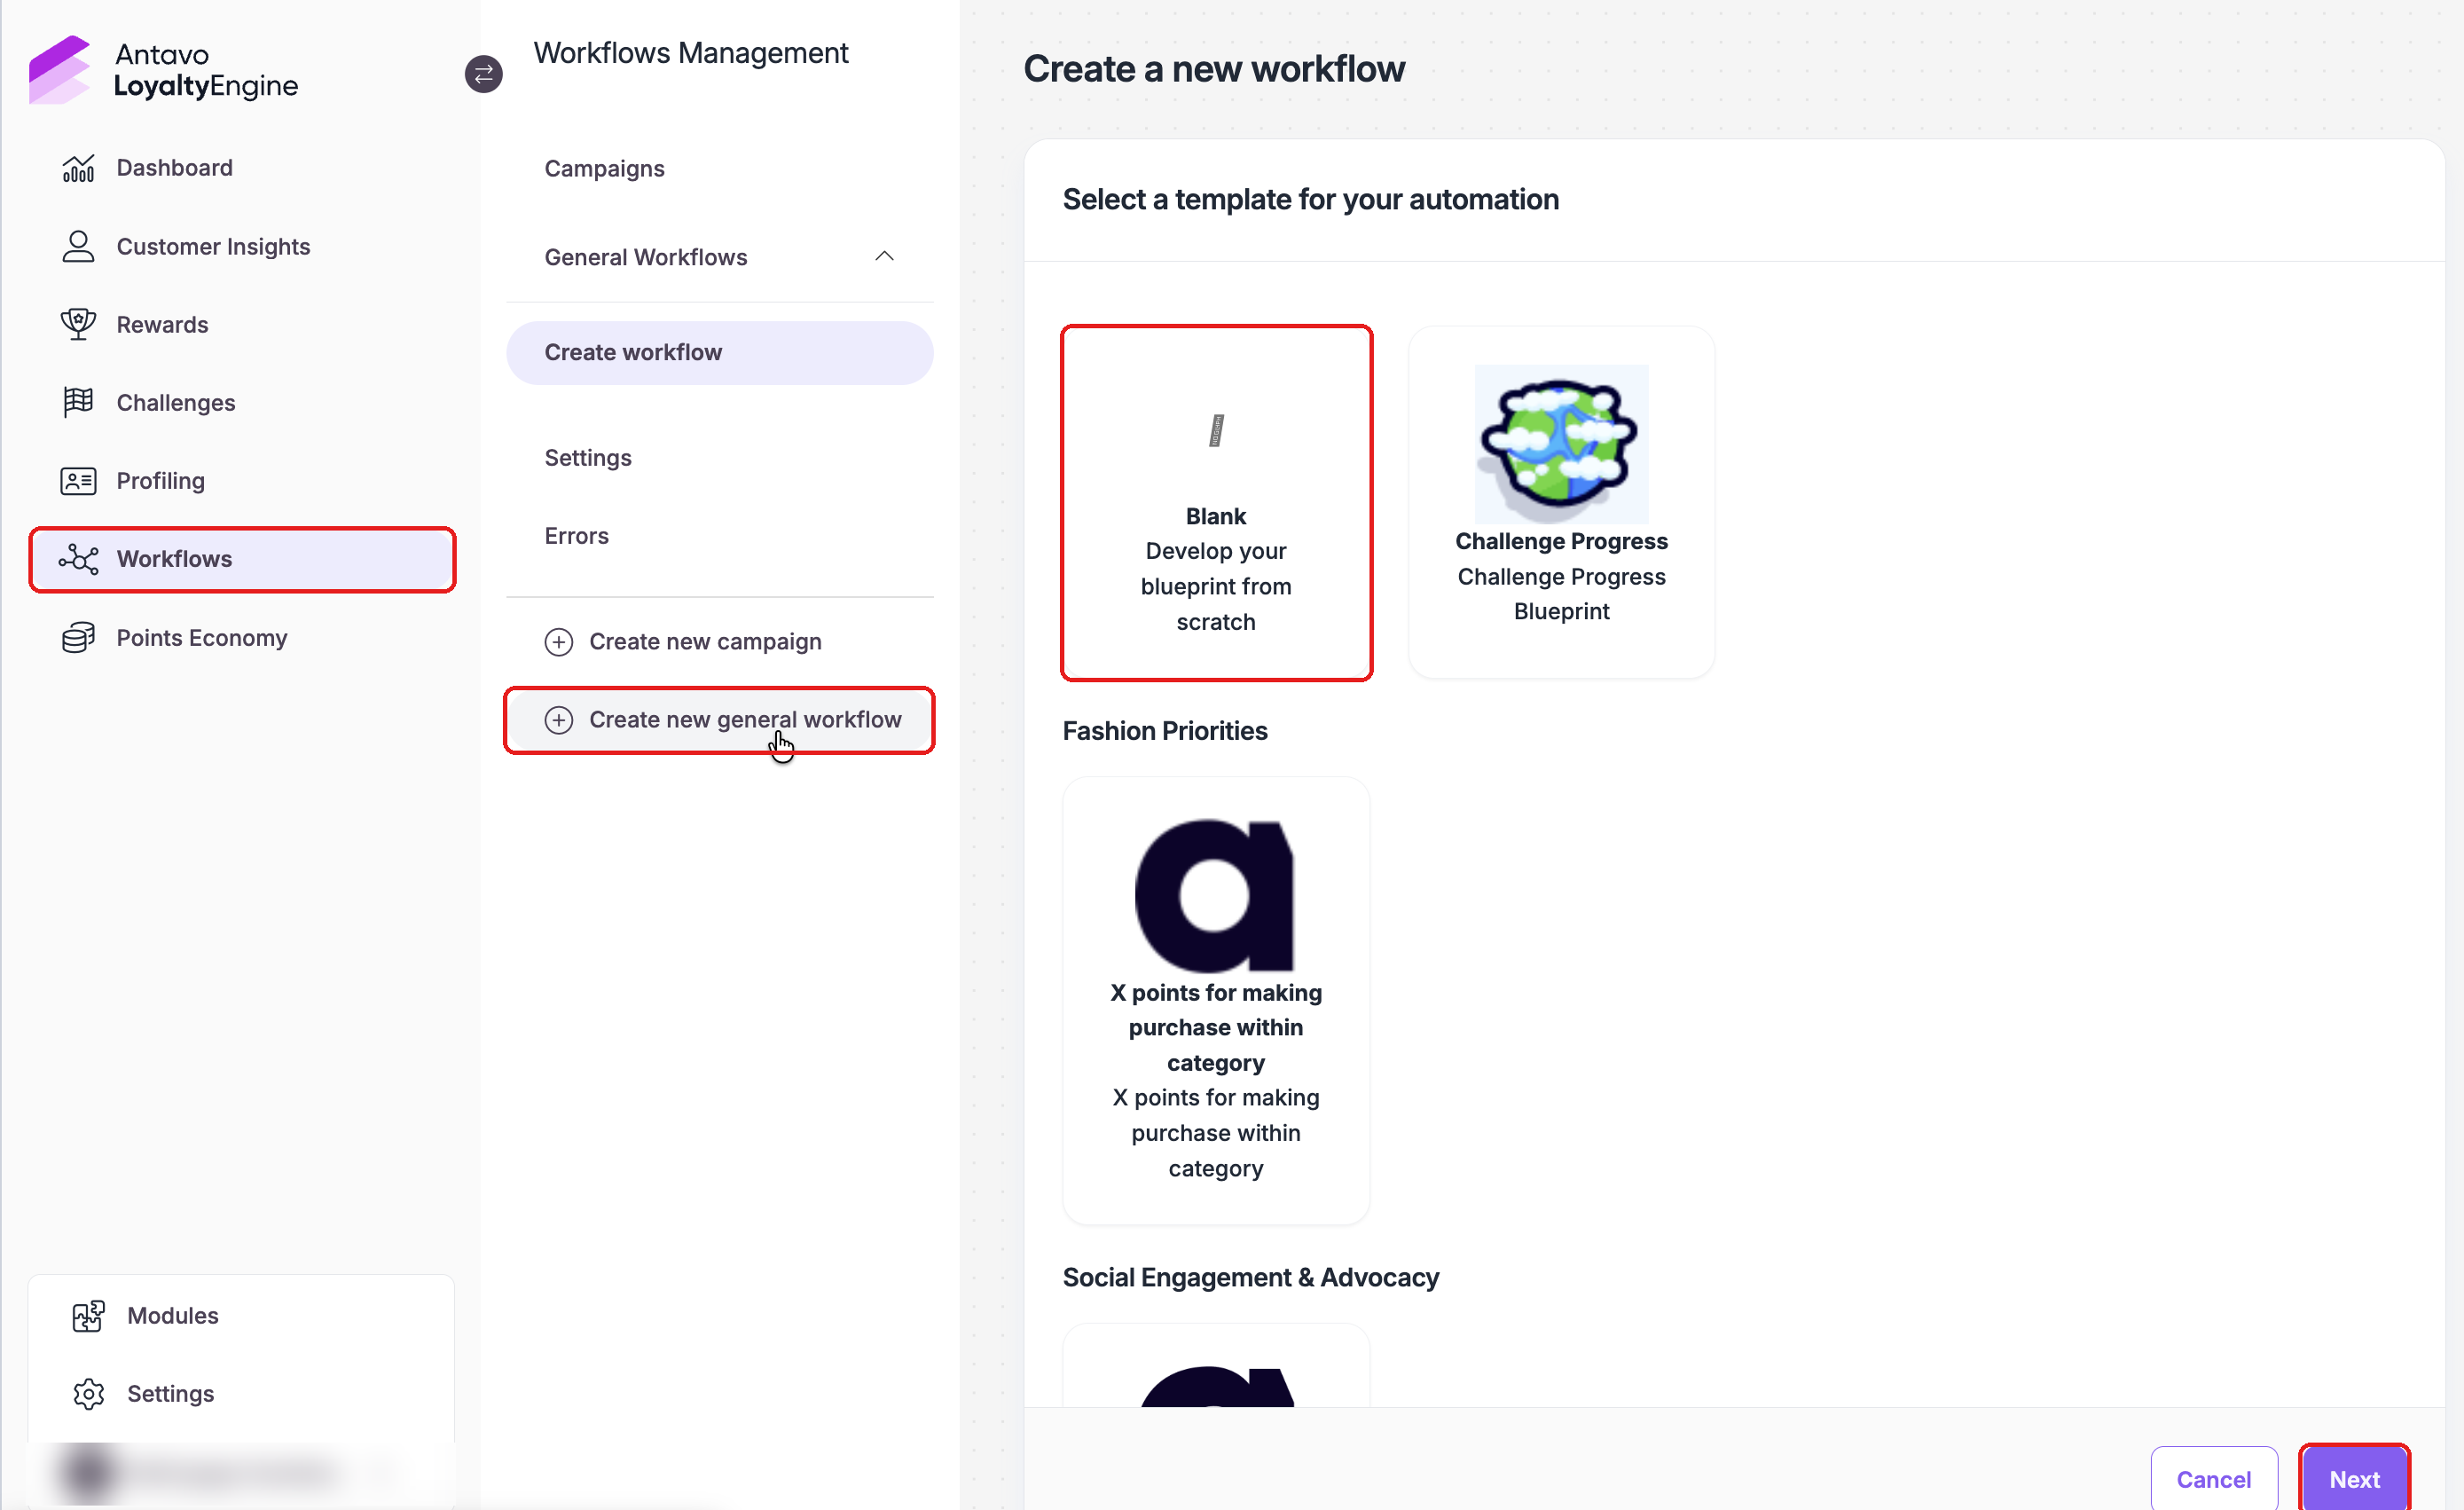 Antavo
LoyaltyEngine
Dashboard
Customer Insights
Rewards
Challenges
Profiling
Workflows
Points Economy
Modules
Settings
Workflows Management
Campaigns
General Workflows
Create workflow
Settings
Errors
Create new campaign
Create new general workflow
Create a new workflow
Select a template for your automation
Blank
Develop your
blueprint from
scratch
Challenge Progress
Challenge Progress
Blueprint
Fashion Priorities
a
X points for making
purchase within
category
X points for making
purchase within
category
Social Engagement & Advocacy
Cancel
Next